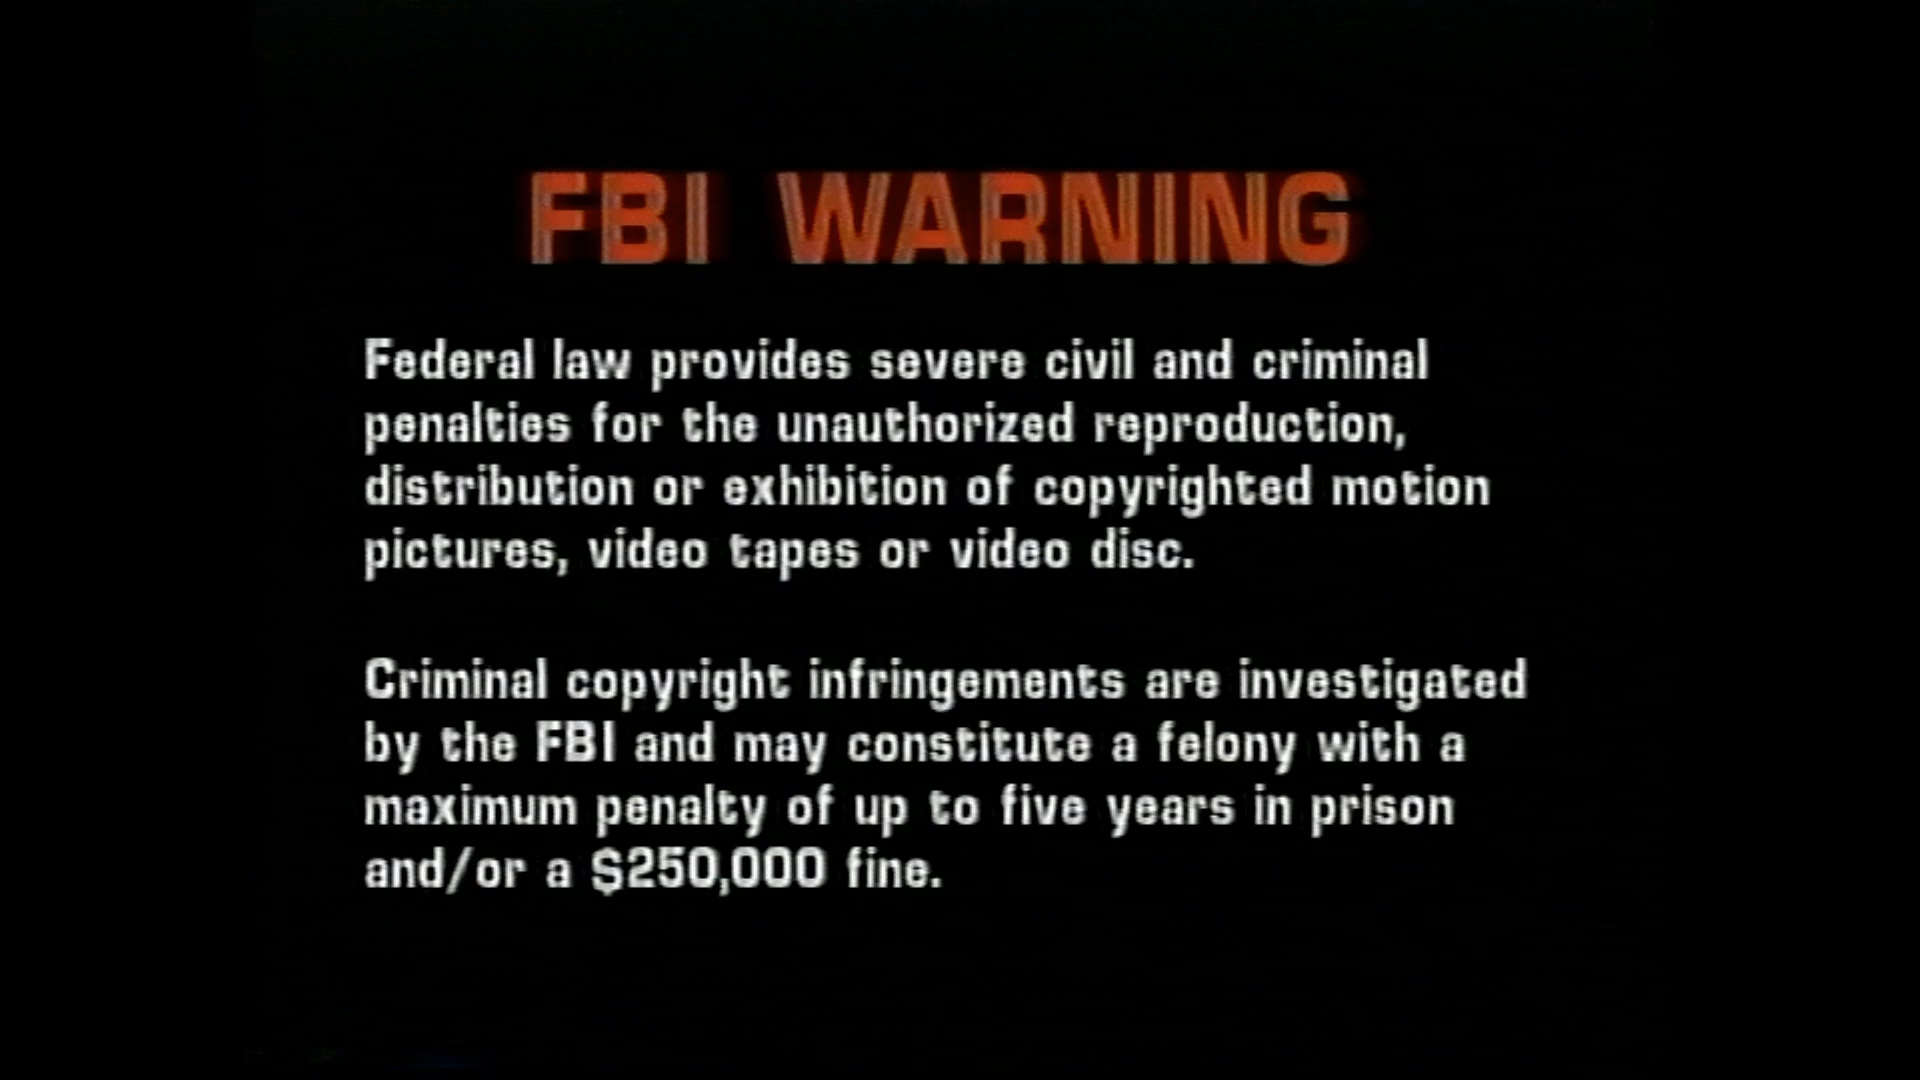 FBI WARNING
Federal law provides severe civil and criminal
penalties for the unauthorized reproduction,
distribution or exhibition of copyrighted motion
pictures, video tapes or video disc.
Criminal copyright infringements are investigated
by the FBI and may constitute a felony with a
maximum penalty of up to five years in prison
and/or a $250,000 fine.